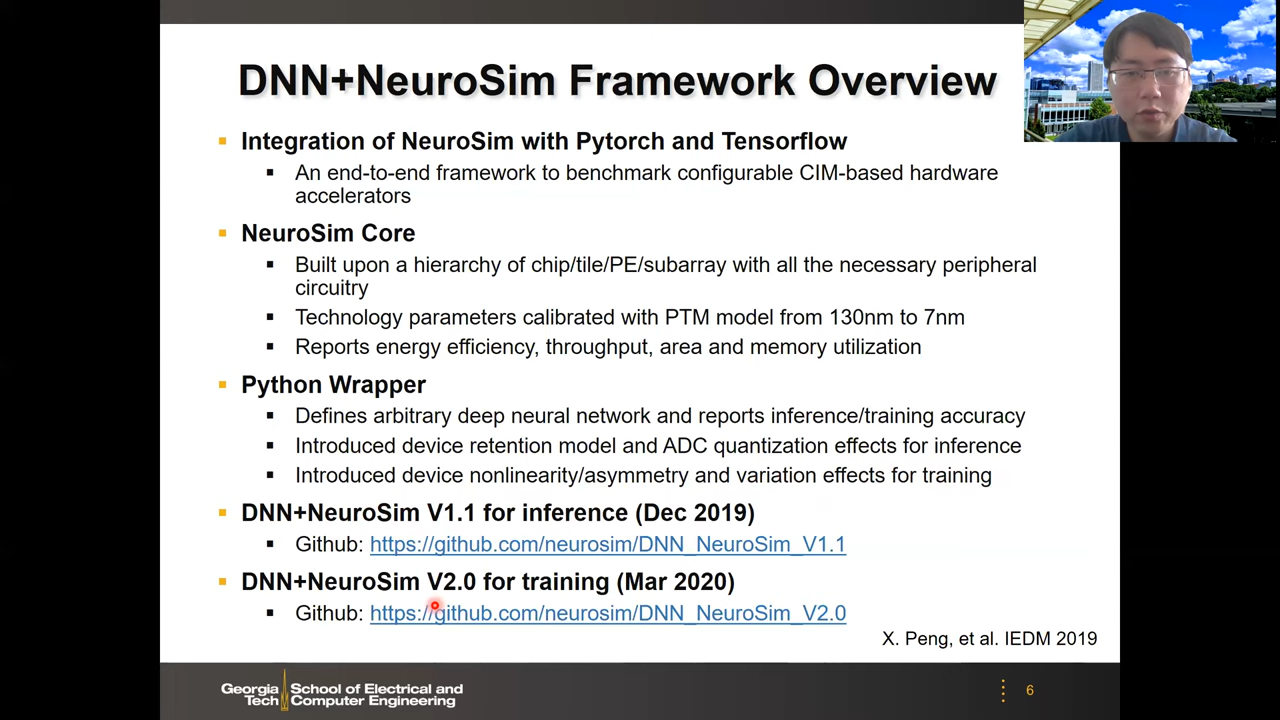 DNN+NeuroSim Framework Overview
Integration of NeuroSim with Pytorch and Tensorflow
An end-to-end framework to benchmark configurable CIM-based hardware
accelerators
NeuroSim Core
Built upon a hierarchy of chip/tile/PE/subarray with all the necessary peripheral
circuitry
Technology parameters calibrated with PTM model from 130nm to 7nm
Reports energy efficiency, throughput, area and memory utilization
Python Wrapper
Defines arbitrary deep neural network and reports inference/training accuracy
Introduced device retention model and ADC quantization effects for inference
Introduced device nonlinearity/asymmetry and variation effects for training
DNN+NeuroSim V1.1 for inference (Dec 2019)
Github: https://github.com/neurosim/DNN_NeuroSim_V1.1
DNN+NeuroSim V2.0 for training (Mar 2020)
Github: https://github.com/neurosim/DNN_NeuroSim_V2.0
X. Peng, et al. IEDM 2019
Georgia Tech School of Electrical and
Computer Engineering
6